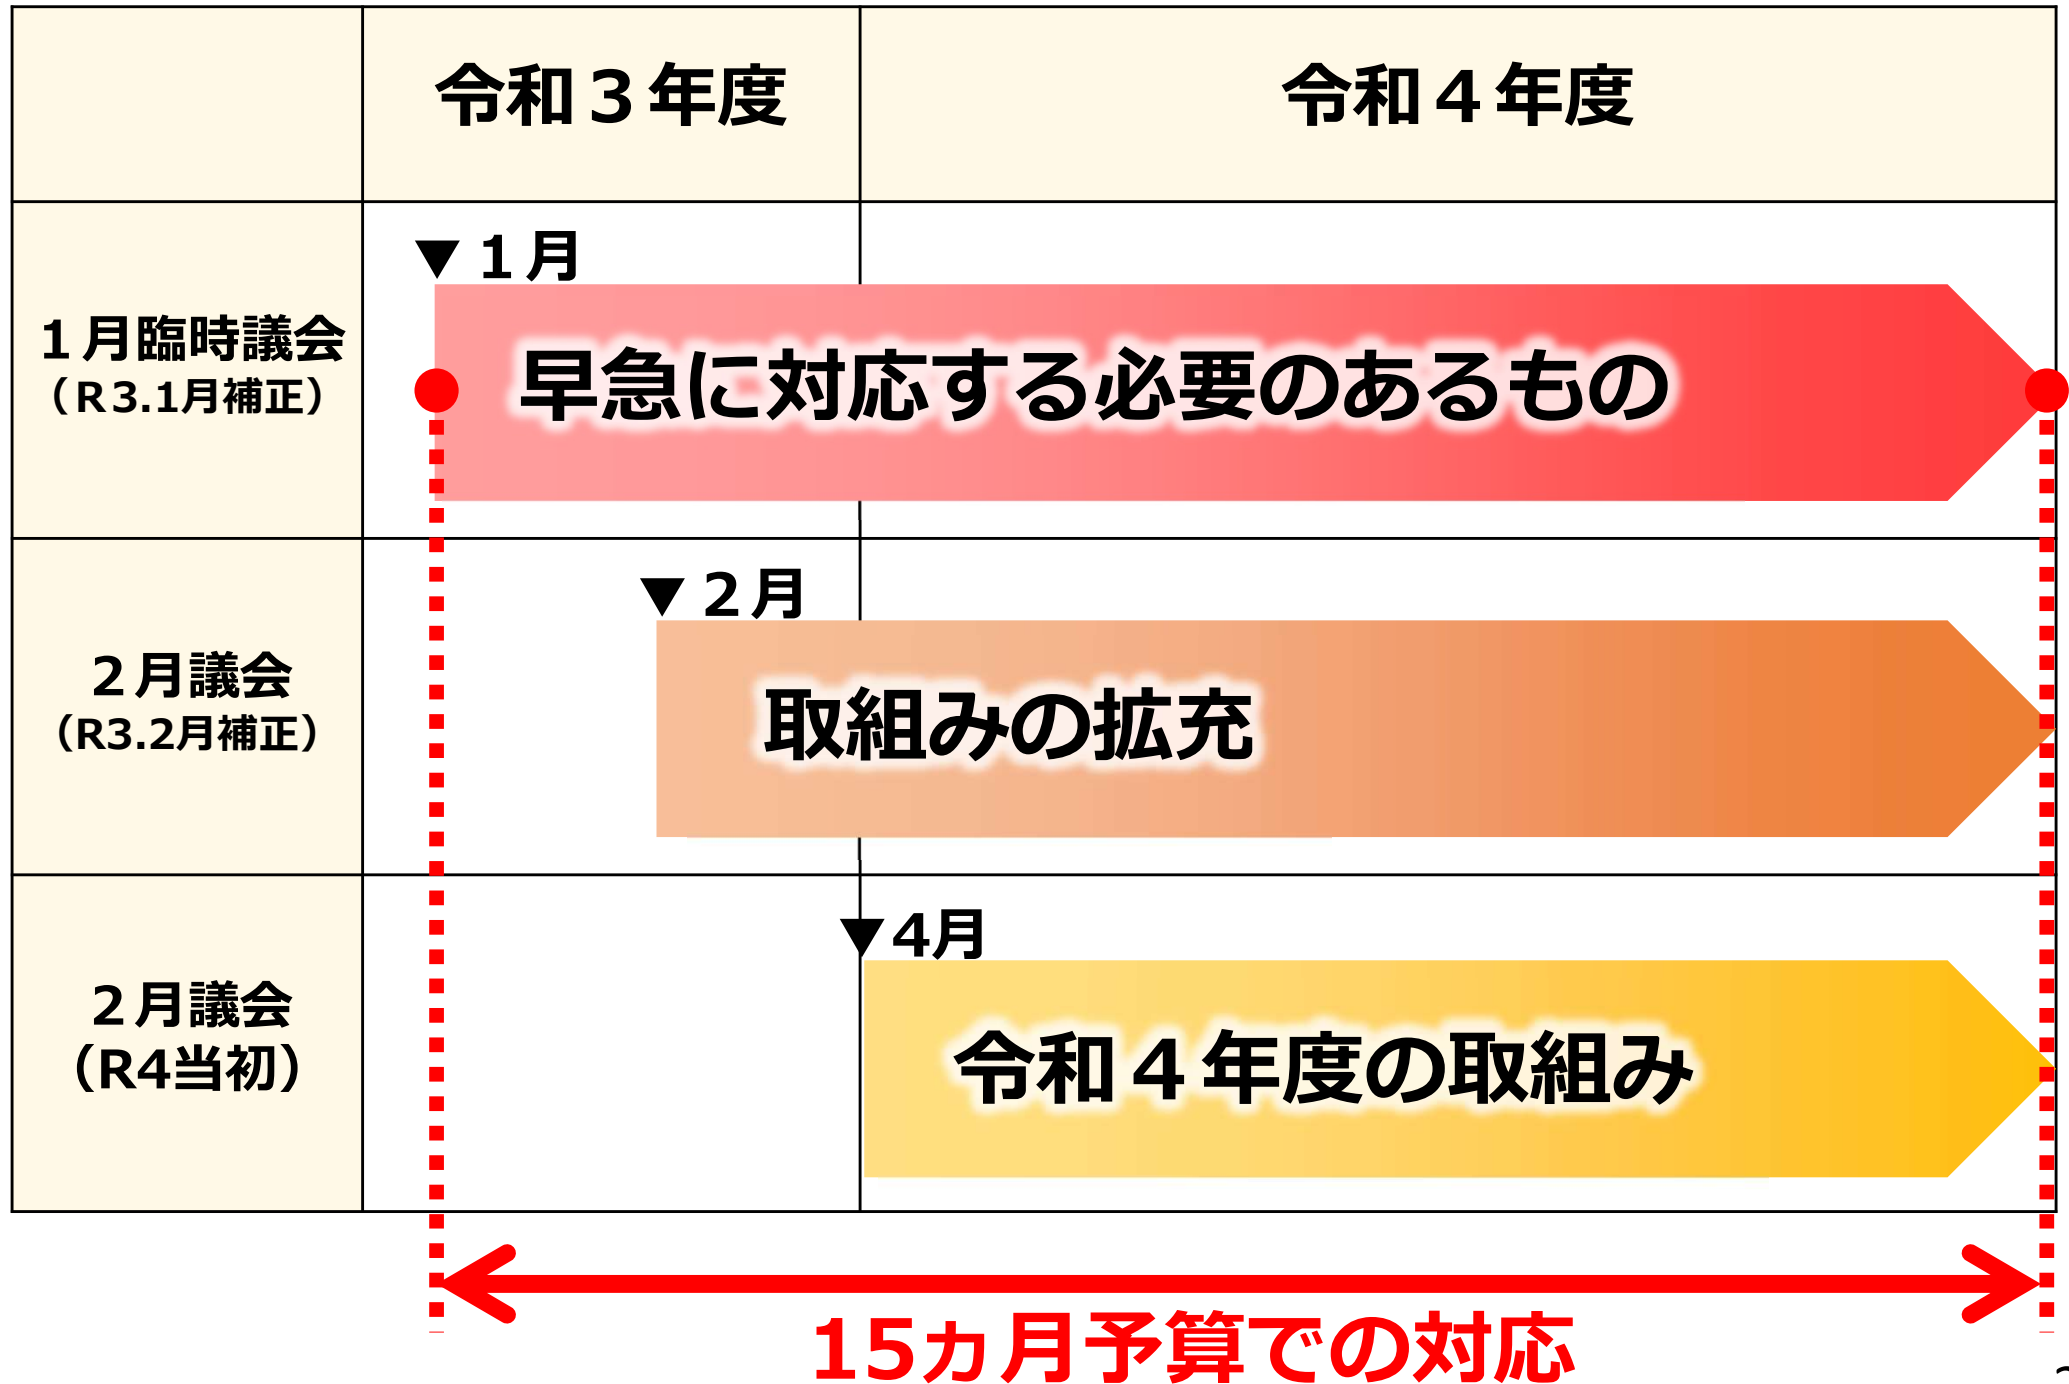 令和３年度
令和４年度
１月臨時議会
（Ｒ３.１月補正）
▼１月
早急に対応する必要のあるもの
２月議会
（R3.2月補正）
▼２月
取組みの拡充
２月議会
（R4当初）
▼4月
令和４年度の取組み
15カ月予算での対応